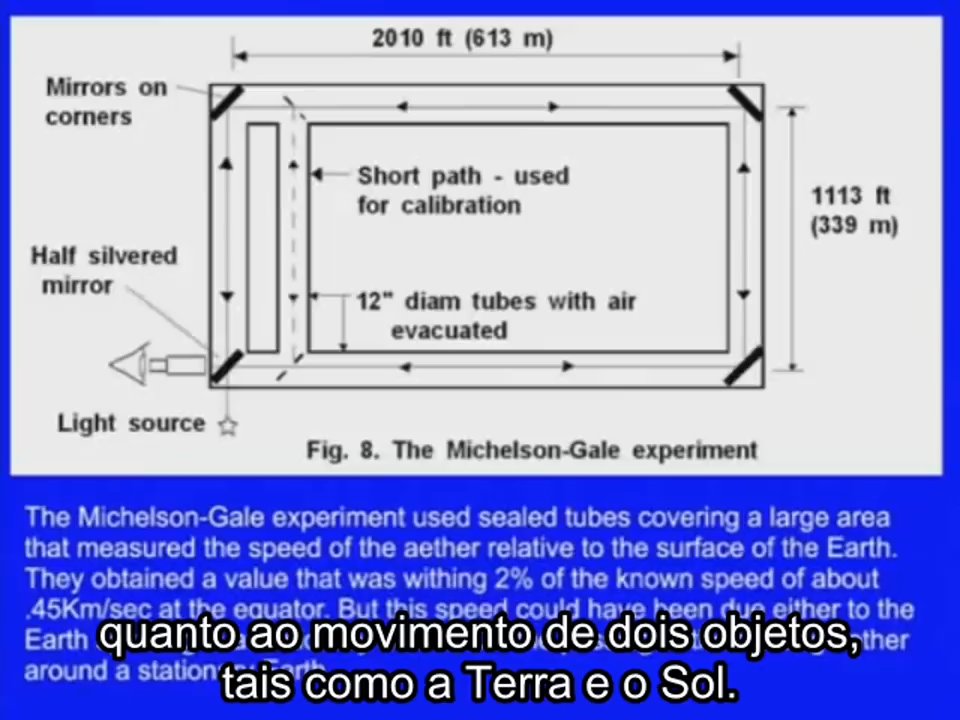 2010 ft (613 m)
Mirrors on
corners
Short path - used
for calibration
1113 ft
(339 m)
Half silvered
mirror
12" diam tubes with air
evacuated
Light source
Fig. 8. The Michelson-Gale experiment
The Michelson-Gale experiment used sealed tubes covering a large area
that measured the speed of the aether relative to the surface of the Earth.
They obtained a value that was withing 2% of the known speed of about
.45Km/sec at the equator. But this speed could have been due either to the
Earth
around a stationary Earth.
quanto ao movimento de dois objetos,
tais como a Terra e o Sol.